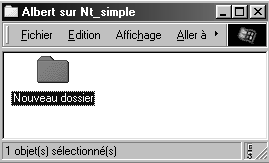 Albert sur Nt_simple
Fichier Edition Affichage Aller à
Nouveau dossier
1 objet(s) sélectionné(s)